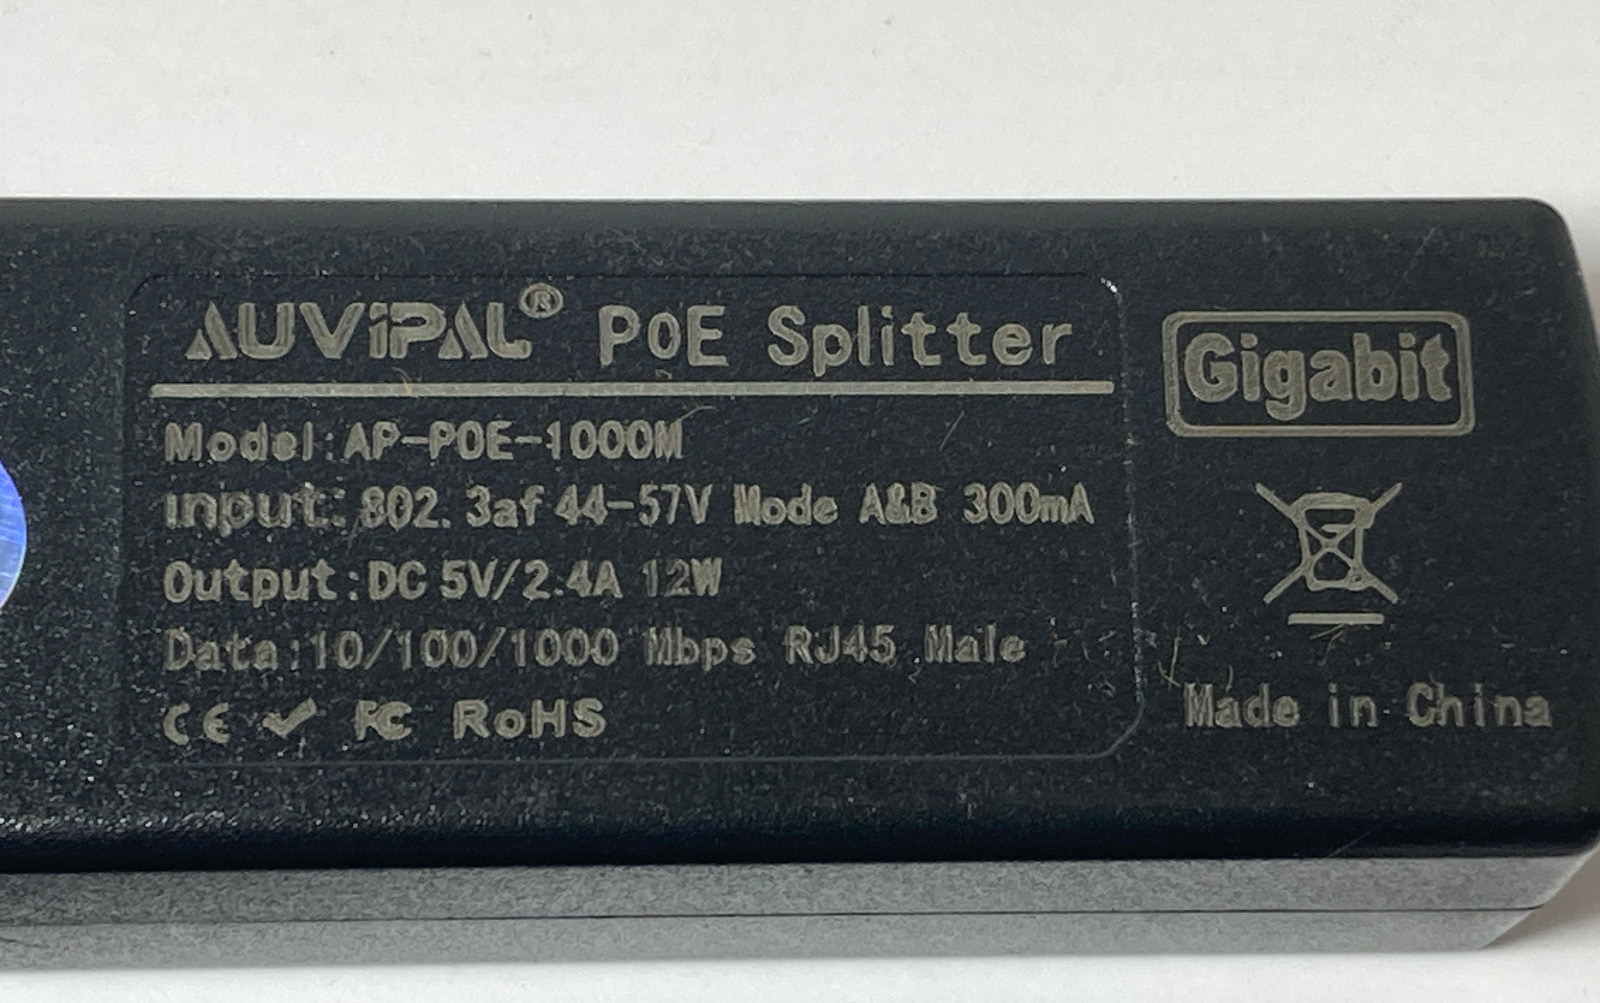 AUViPAL® POE Splitter
Gigabit
Model:AP-POE-1000M
Input:802.3af 44-57V Mode A&B 300mA
Output:DC 5V/2.4A 12W
Data:10/100/1000 Mbps RJ45 Male
CE FC RoHS
Made in China